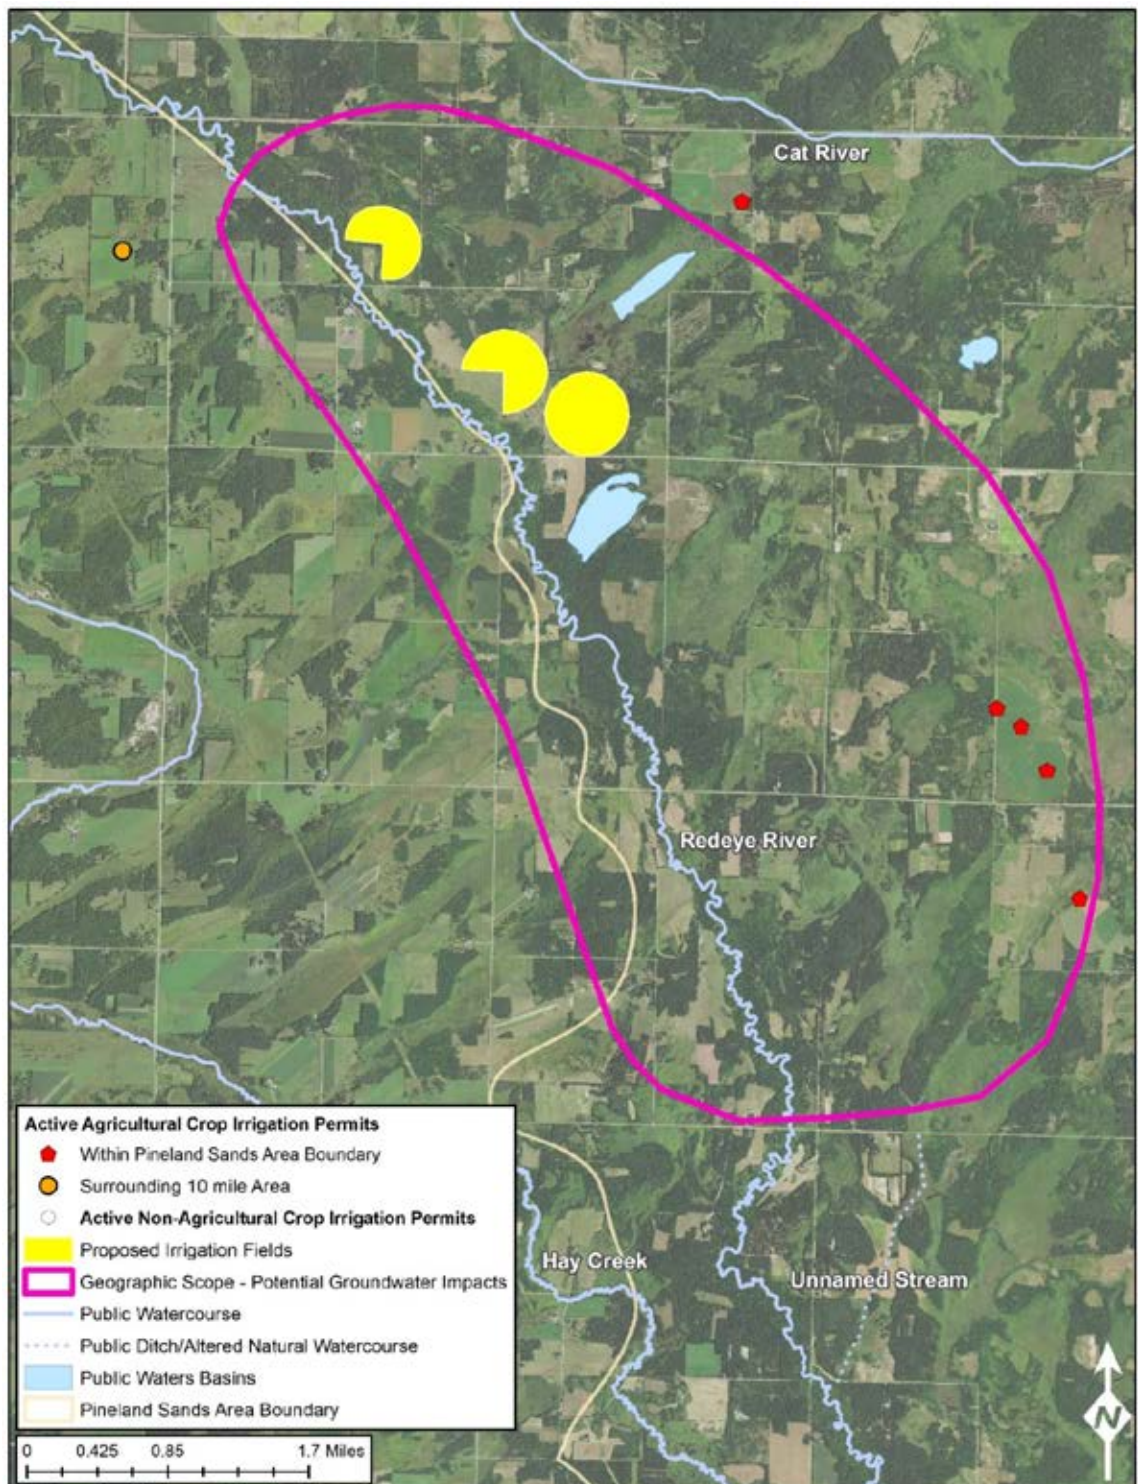 Cat River
Redeye River
Hay Creek
Unnamed Stream
Active Agricultural Crop Irrigation Permits
Within Pineland Sands Area Boundary
Surrounding 10 mile Area
Active Non-Agricultural Crop Irrigation Permits
Proposed Irrigation Fields
Geographic Scope - Potential Groundwater Impacts
Public Watercourse
Public Ditch/Altered Natural Watercourse
Public Waters Basins
Pineland Sands Area Boundary
0 0.425 0.85 1.7 Miles
N